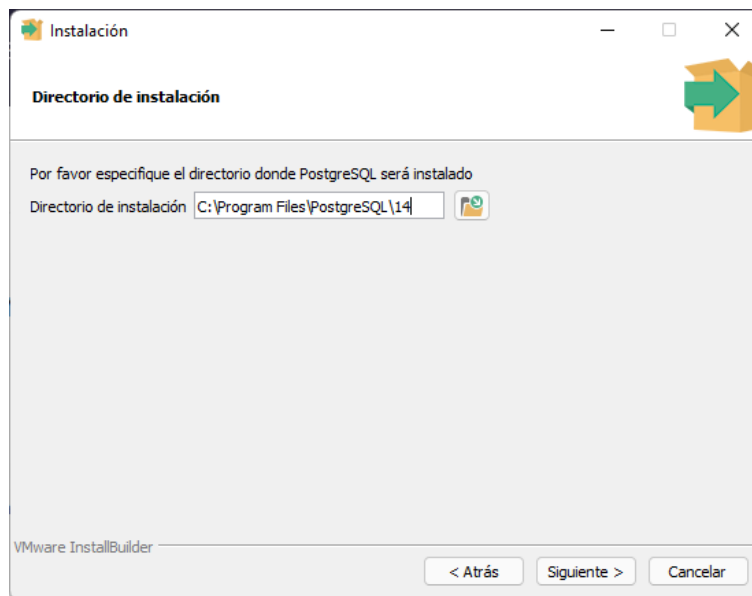 Instalación
Directorio de instalación
Por favor especifique el directorio donde PostgreSQL será instalado
Directorio de instalación C:\Program Files\PostgreSQL\14
VMware InstallBuilder
< Atrás Siguiente > Cancelar